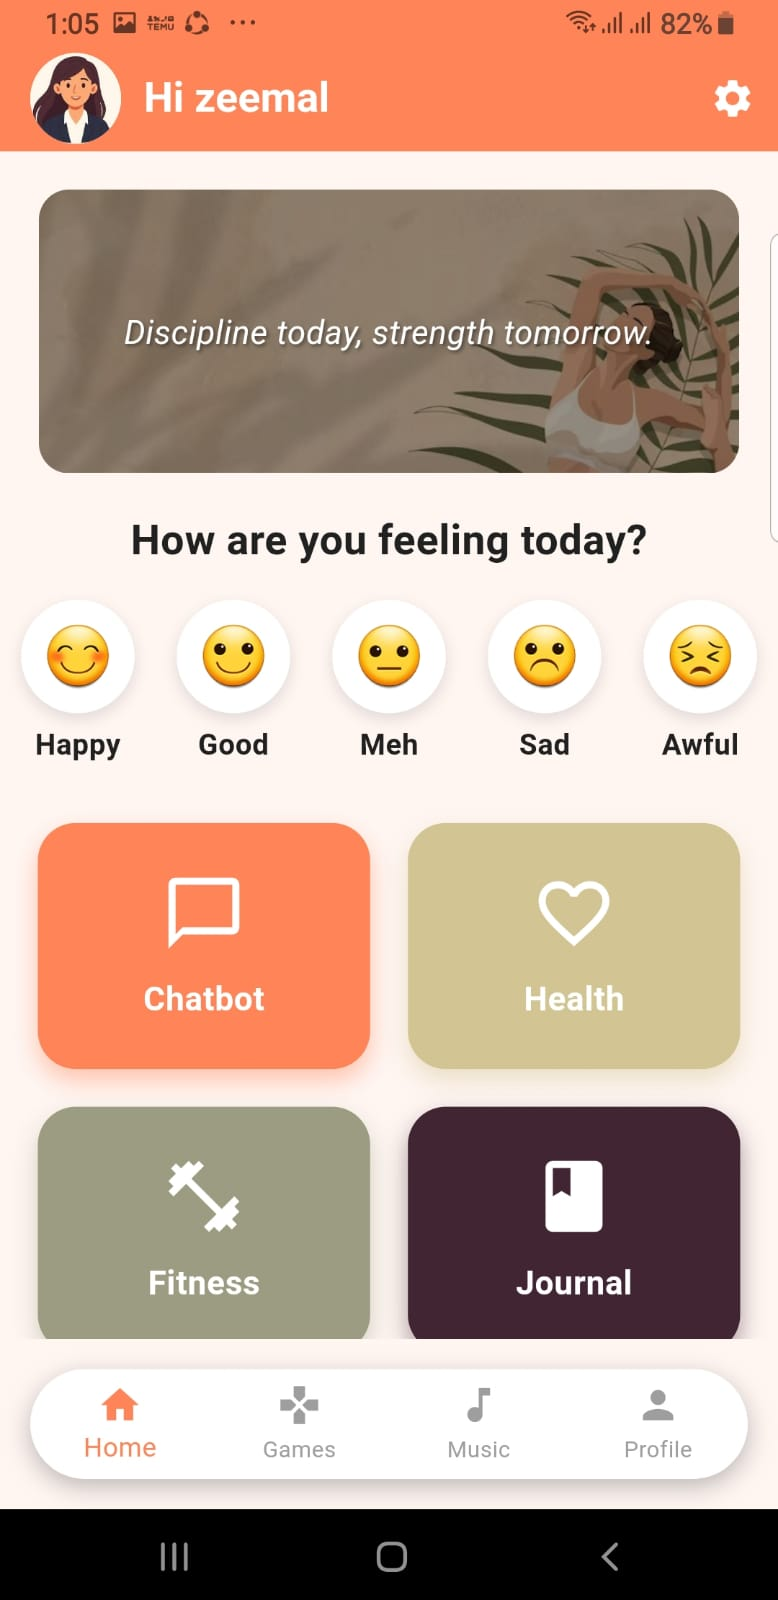 1:05
TEMU
82%
Hi zeemal
Discipline today, strength tomorrow.
How are you feeling today?
Happy Good Meh Sad Awful
Chatbot Health
Fitness Journal
Home Games Music Profile